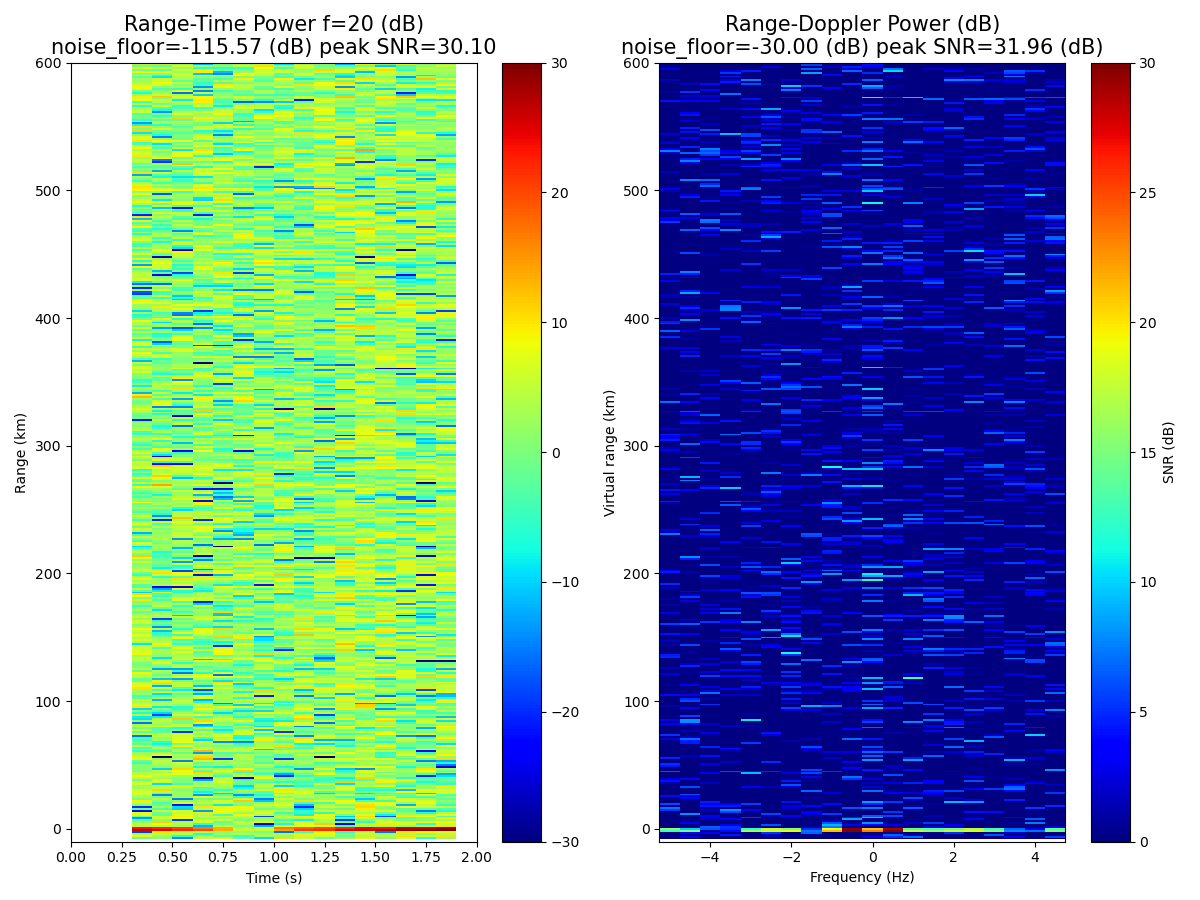 Range-Time Power f=20 (dB)
noise_floor=-115.57 (dB) peak SNR=30.10
Range-Doppler Power (dB)
noise_floor=-30.00 (dB) peak SNR=31.96 (dB)
600
500
400
300
200
100
0
Range (km)
0.00 0.25 0.50 0.75 1.00 1.25 1.50 1.75 2.00
Time (s)
30
20
10
0
−10
−20
−30
600
500
400
300
200
100
0
Virtual range (km)
−4 −2 0 2 4
Frequency (Hz)
30
25
20
15
10
5
0
SNR (dB)